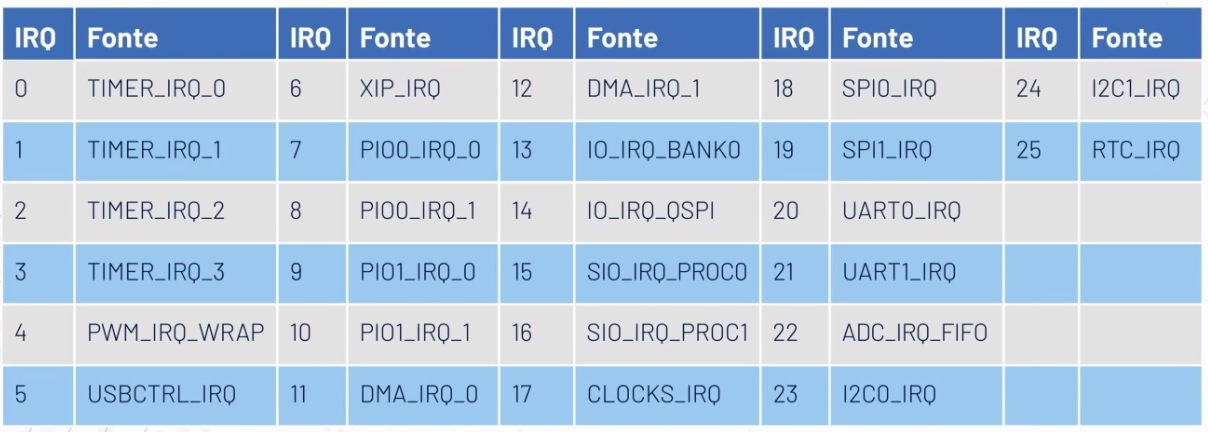 IRQ Fonte IRQ Fonte IRQ Fonte IRQ Fonte IRQ Fonte
0 TIMER_IRQ_0 6 XIP_IRQ 12 DMA_IRQ_1 18 SPI0_IRQ 24 I2C1_IRQ
1 TIMER_IRQ_1 7 PIO0_IRQ_0 13 IO_IRQ_BANK0 19 SPI1_IRQ 25 RTC_IRQ
2 TIMER_IRQ_2 8 PIO0_IRQ_1 14 IO_IRQ_QSPI 20 UART0_IRQ
3 TIMER_IRQ_3 9 PIO1_IRQ_0 15 SIO_IRQ_PROC0 21 UART1_IRQ
4 PWM_IRQ_WRAP 10 PIO1_IRQ_1 16 SIO_IRQ_PROC1 22 ADC_IRQ_FIFO
5 USBCTRL_IRQ 11 DMA_IRQ_0 17 CLOCKS_IRQ 23 I2C0_IRQ